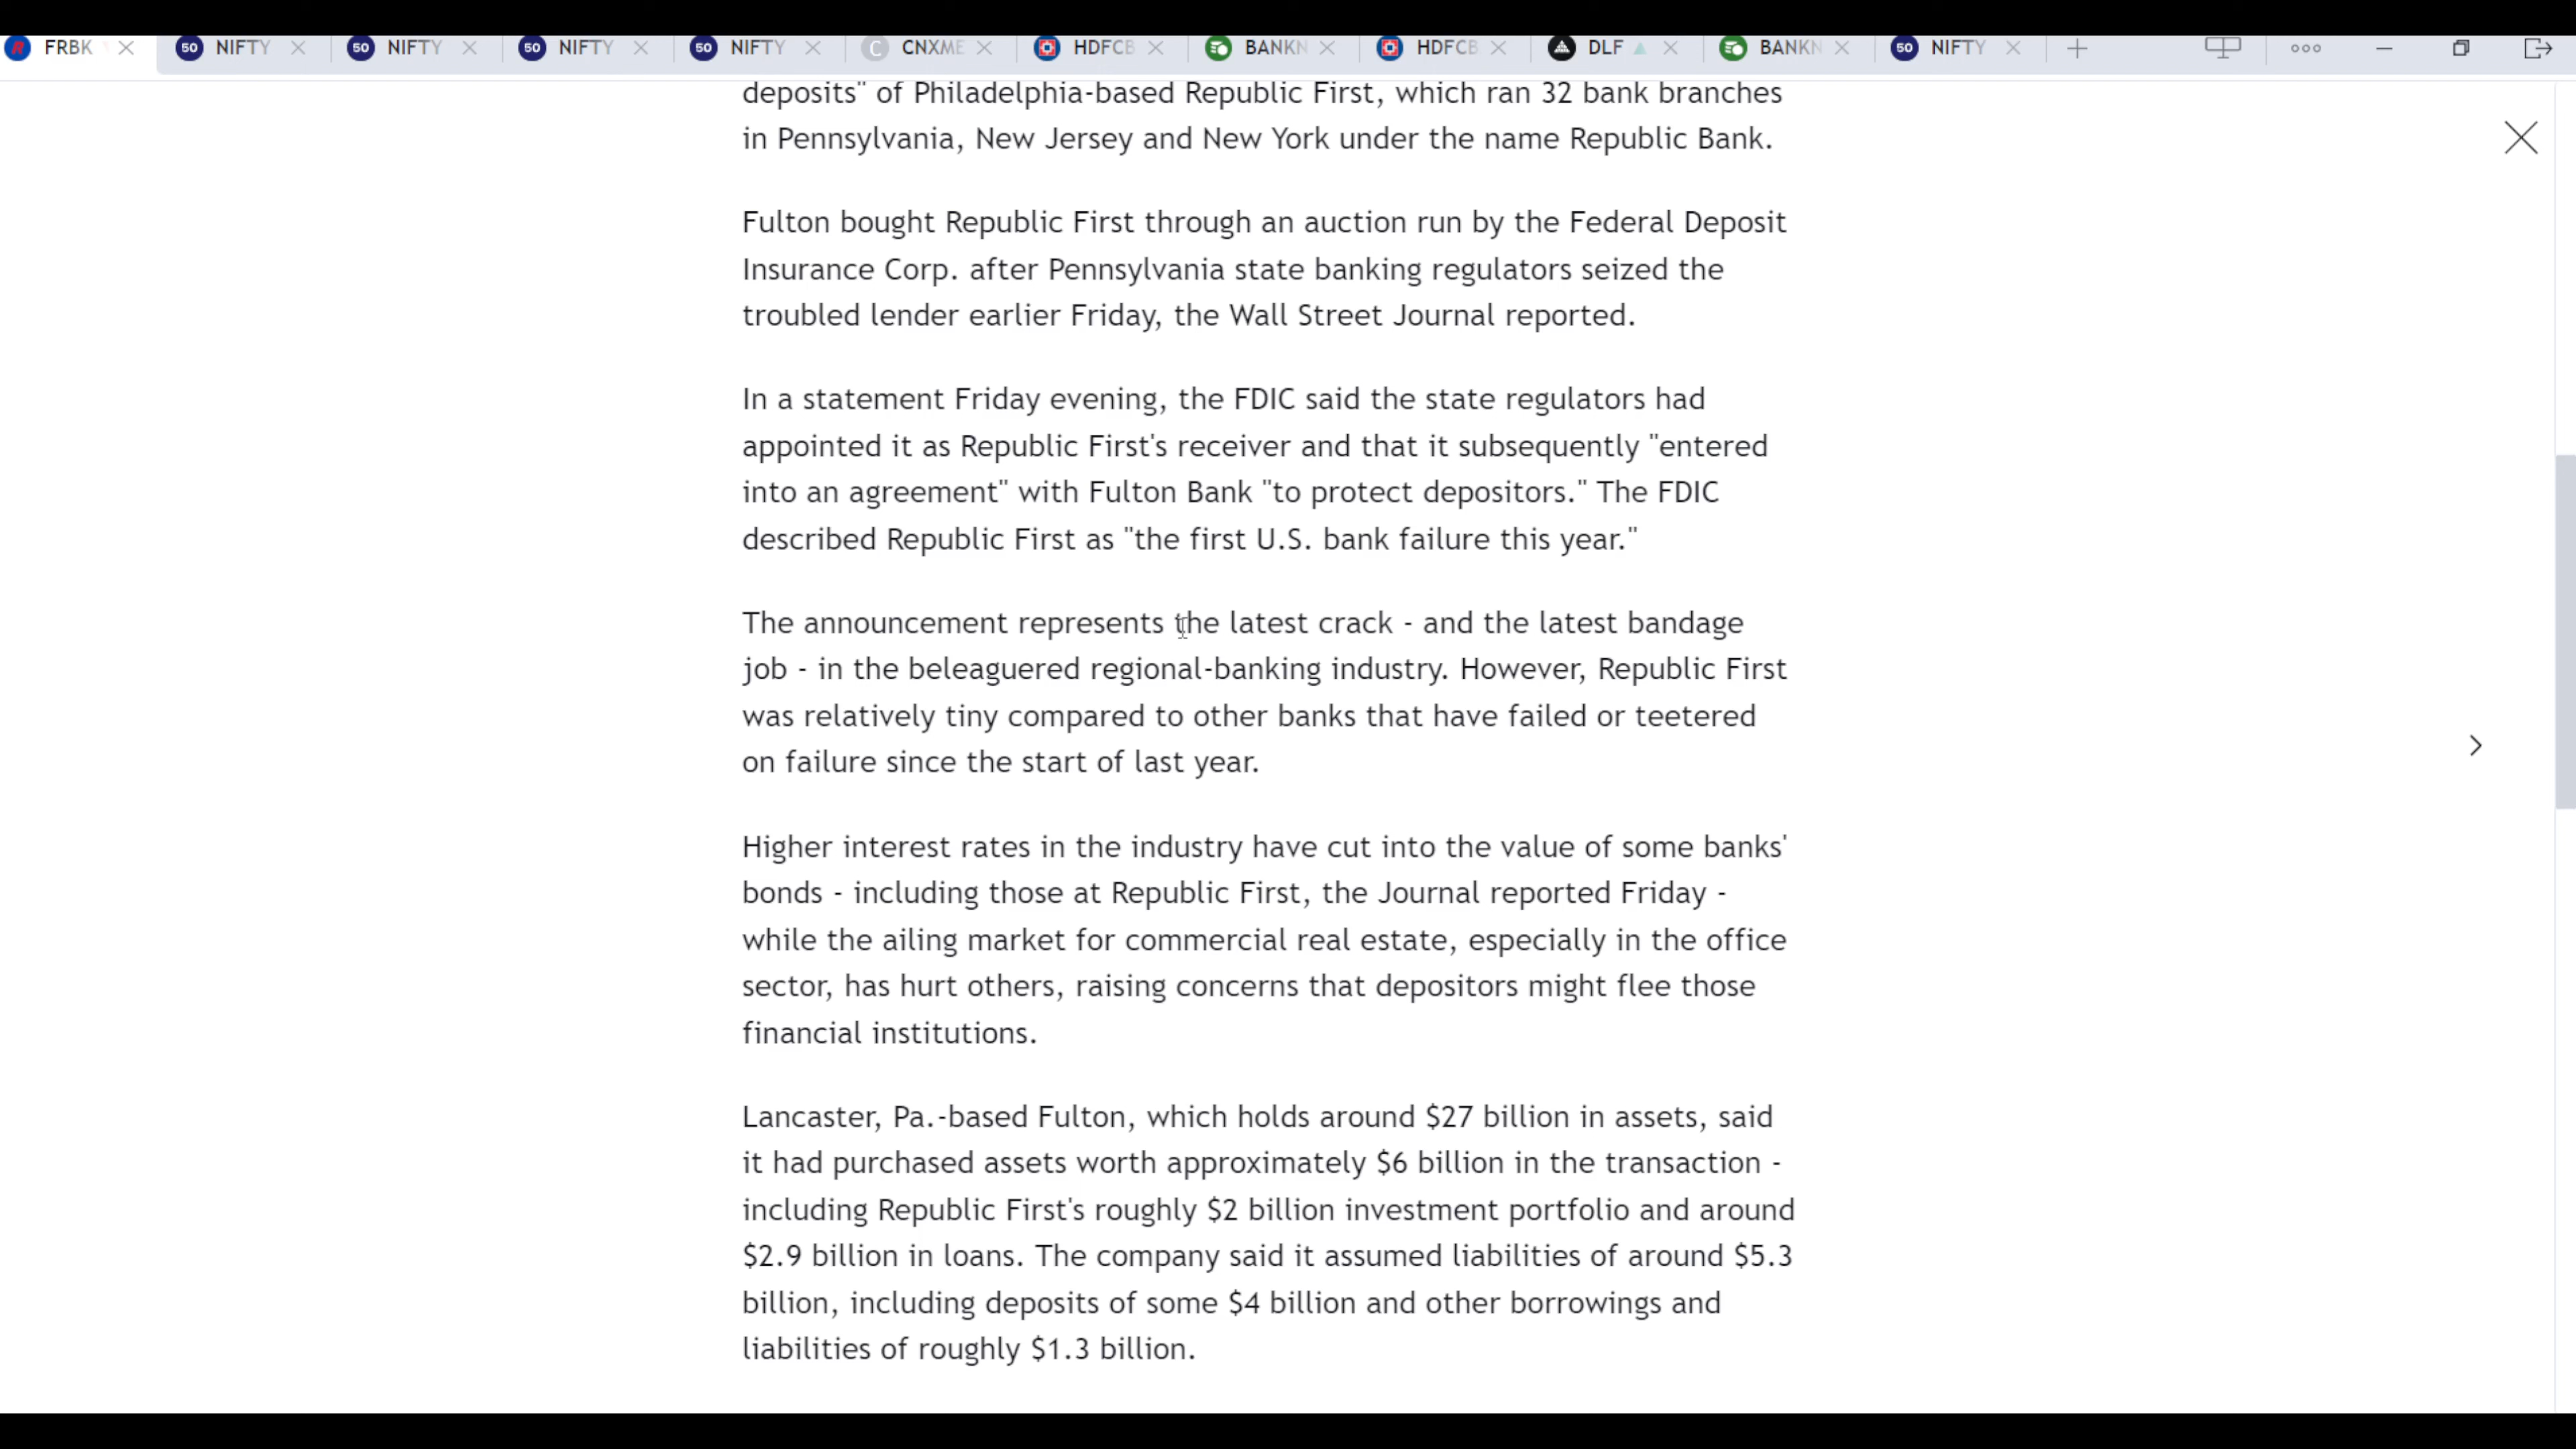 FRBK
NIFTY
NIFTY
NIFTY
NIFTY
CNXME
HDFCB
BANKN
HDFCB
DLF
BANKN
NIFTY
deposits" of Philadelphia-based Republic First, which ran 32 bank branches
in Pennsylvania, New Jersey and New York under the name Republic Bank.
Fulton bought Republic First through an auction run by the Federal Deposit
Insurance Corp. after Pennsylvania state banking regulators seized the
troubled lender earlier Friday, the Wall Street Journal reported.
In a statement Friday evening, the FDIC said the state regulators had
appointed it as Republic First's receiver and that it subsequently "entered
into an agreement" with Fulton Bank "to protect depositors." The FDIC
described Republic First as "the first U.S. bank failure this year."
The announcement represents the latest crack - and the latest bandage
job - in the beleaguered regional-banking industry. However, Republic First
was relatively tiny compared to other banks that have failed or teetered
on failure since the start of last year.
Higher interest rates in the industry have cut into the value of some banks'
bonds - including those at Republic First, the Journal reported Friday -
while the ailing market for commercial real estate, especially in the office
sector, has hurt others, raising concerns that depositors might flee those
financial institutions.
Lancaster, Pa.-based Fulton, which holds around $27 billion in assets, said
it had purchased assets worth approximately $6 billion in the transaction -
including Republic First's roughly $2 billion investment portfolio and around
$2.9 billion in loans. The company said it assumed liabilities of around $5.3
billion, including deposits of some $4 billion and other borrowings and
liabilities of roughly $1.3 billion.